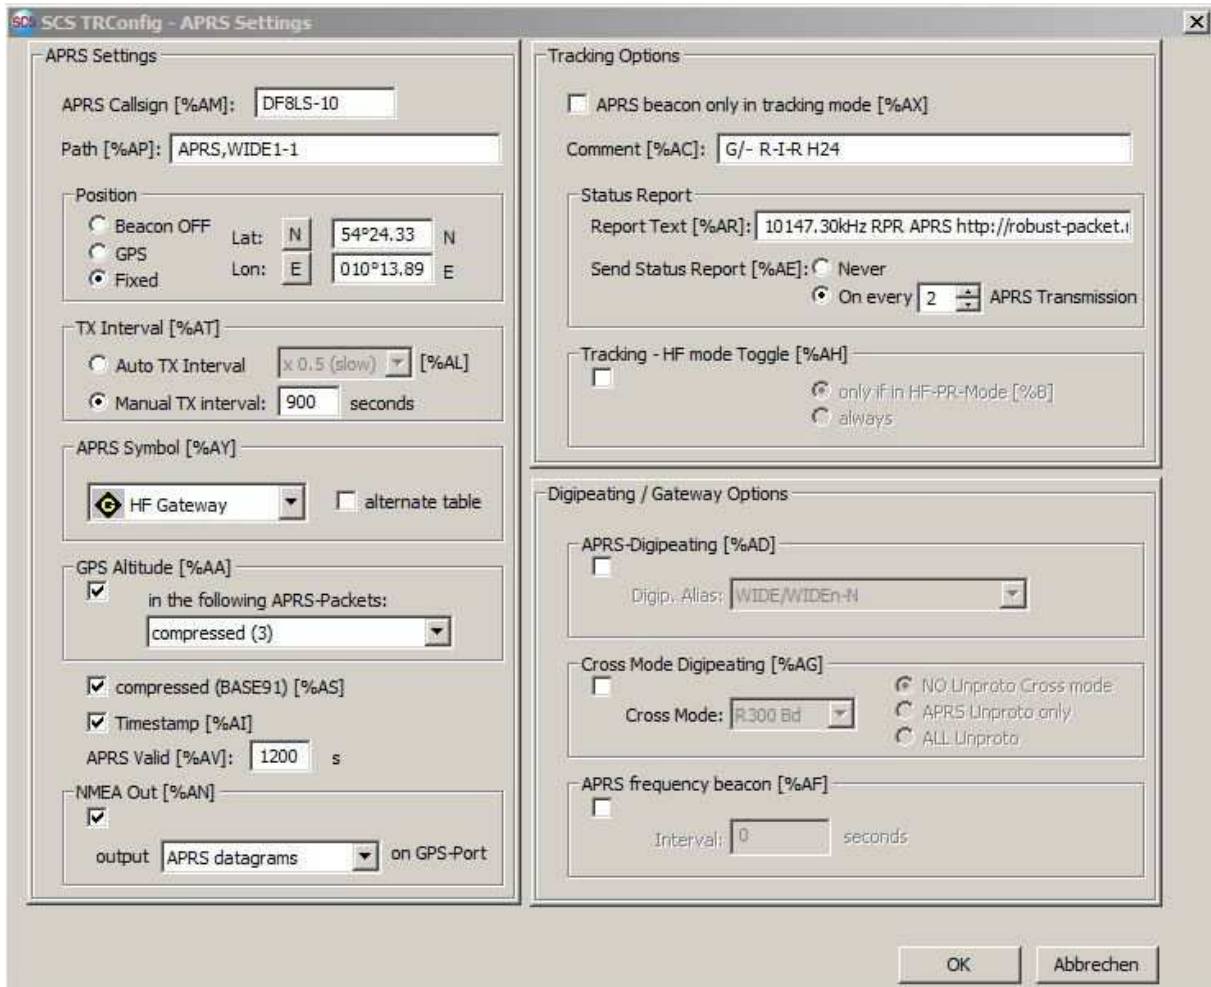 SCS TRConfig - APRS Settings
APRS Settings
APRS Callsign [%AM]: DF8LS-10
Path [%AP]: APRS,WIDE1-1
Position
Beacon OFF
GPS
Fixed
Lat: N 54°24.33 N
Lon: E 010°13.89 E
TX Interval [%AT]
Auto TX Interval x 0.5 (slow) [%AL]
Manual TX interval: 900 seconds
APRS Symbol [%AY]
G HF Gateway alternate table
GPS Altitude [%AA]
in the following APRS-Packets:
compressed (3)
compressed (BASE91) [%AS]
Timestamp [%AI]
APRS Valid [%AV]: 1200 s
NMEA Out [%AN]
output APRS datagrams on GPS-Port
Tracking Options
APRS beacon only in tracking mode [%AX]
Comment [%AC]: G/- R-I-R H24
Status Report
Report Text [%AR]: 10147.30kHz RPR APRS http://robust-packet.
Send Status Report [%AE]: Never
On every 2 APRS Transmission
Tracking - HF mode Toggle [%AH]
only if in HF-PR-Mode [%B]
always
Digipeating / Gateway Options
APRS-Digipeating [%AD]
Digip. Alias: WIDE/WIDEn-N
Cross Mode Digipeating [%AG]
Cross Mode: R300 Bd
NO Unproto Cross mode
APRS Unproto only
ALL Unproto
APRS frequency beacon [%AF]
Interval: 0 seconds
OK Abbrechen